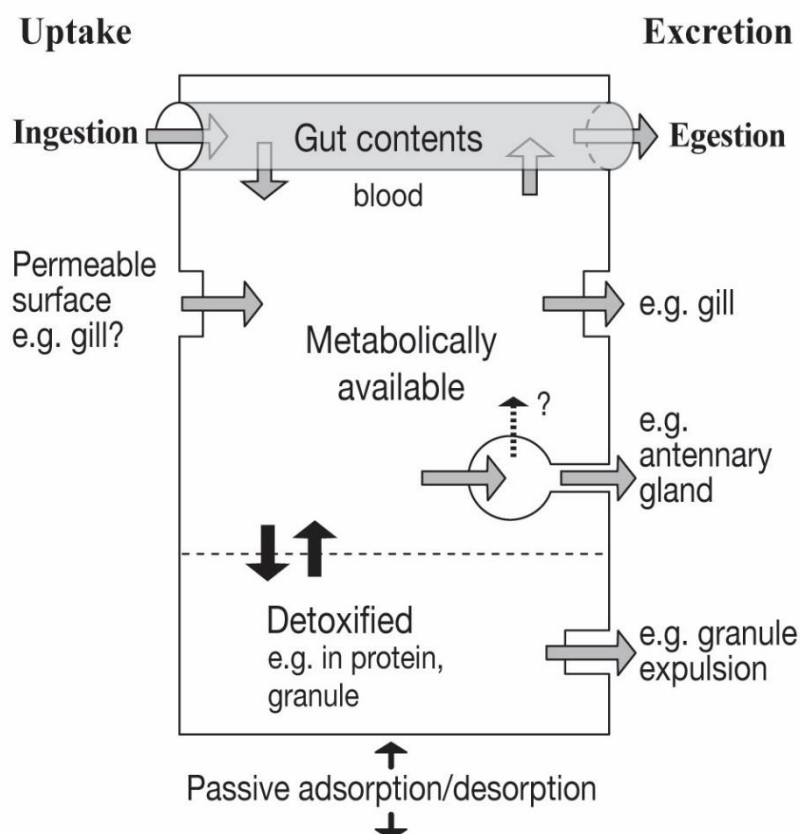 Uptake
Excretion
Ingestion
Gut contents
Egestion
blood
Permeable
surface
e.g. gill?
e.g. gill
Metabolically
available
?
e.g.
antennary
gland
Detoxified
e.g. in protein,
granule
e.g. granule
expulsion
Passive adsorption/desorption